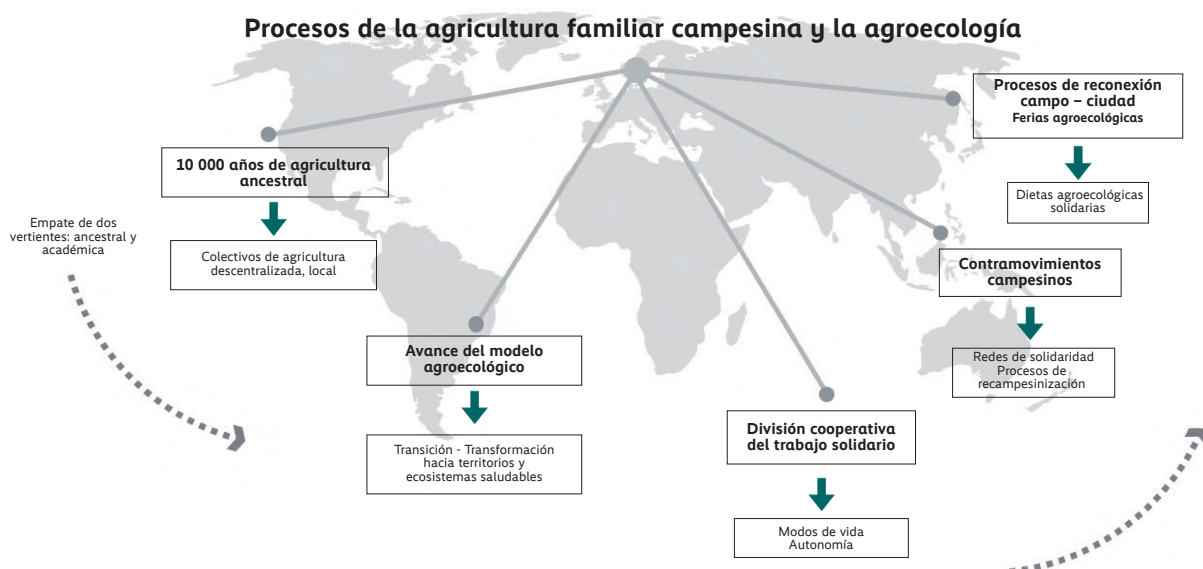 Procesos de la agricultura familiar campesina y la agroecología
Procesos de reconexión
campo – ciudad
Ferias agroecológicas
Dietas agroecológicas
solidarias
10 000 años de agricultura
ancestral
Colectivos de agricultura
descentralizada, local
Empate de dos
vertientes: ancestral y
académica
Contramovimientos
campesinos
Redes de solidaridad
Procesos de
recampesinización
Avance del modelo
agroecológico
Transición - Transformación
hacia territorios y
ecosistemas saludables
División cooperativa
del trabajo solidario
Modos de vida
Autonomía